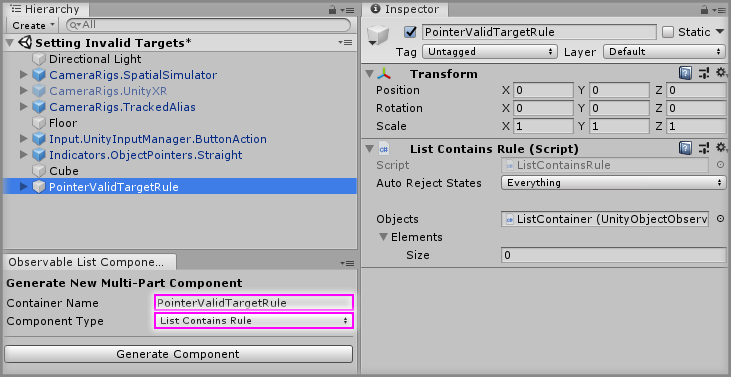 Hierarchy
Create
All
Setting Invalid Targets*
Directional Light
CameraRigs.SpatialSimulator
CameraRigs.UnityXR
CameraRigs.TrackedAlias
Floor
Input.UnityInputManager.ButtonAction
Indicators.ObjectPointers.Straight
Cube
PointerValidTargetRule
Observable List Compone...
Generate New Multi-Part Component
Container Name PointerValidTargetRule
Component Type List Contains Rule
Generate Component
Inspector
PointerValidTargetRule Static
Tag Untagged Layer Default
Transform
Position X 0 Y 0 Z 0
Rotation X 0 Y 0 Z 0
Scale X 1 Y 1 Z 1
List Contains Rule (Script)
Script ListContainsRule
Auto Reject States Everything
Objects ListContainer (UnityObjectObserv
Elements
Size 0